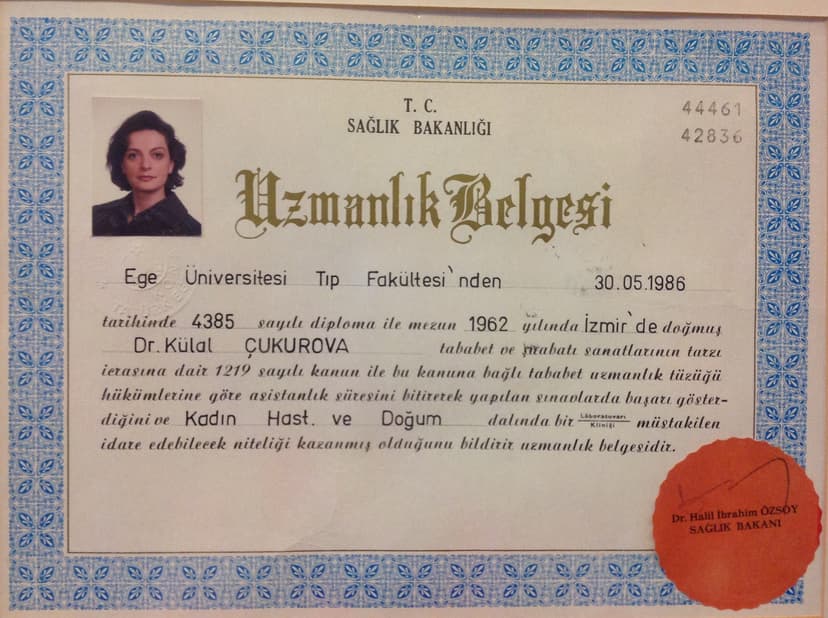 T. C.
SAĞLIK BAKANLIĞI
44461
42836
Uzmanlık Belgesi
Ege Üniversitesi Tıp Fakültesi'nden 30.05.1986
tarihinde 4385 sayılı diploma ile mezun 1962 yılında İzmir'de doğmuş
Dr. Külal ÇUKUROVA tababet ve şuabatı sanatlarının tarzı
icrasına dair 1219 sayılı kanun ile bu kanuna bağlı tababet uzmanlık tüzüğü
hükümlerine göre asistanlık süresini bitirerek yapılan sınavlarda başarı göster-
diğini ve Kadın Hast. ve Doğum dalında bir Lâboratuvarı Kliniği müstakilen
idare edebilecek niteliği kazanmış olduğunu bildirir uzmanlık belgesidir.
Dr. Halil İbrahim ÖZSOY
SAĞLIK BAKANI